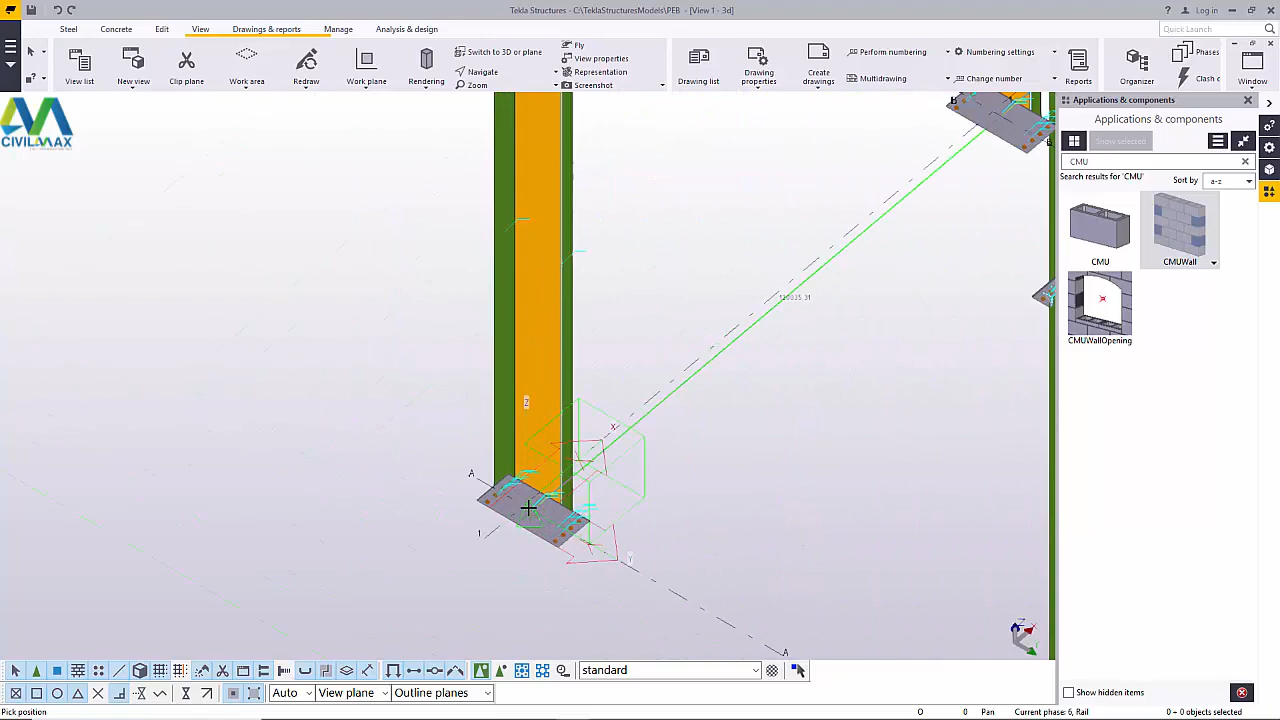 Tekla Structures - C:\TeklaStructuresModels\PEB - [View 1 - 3d]
? Log in
Steel Concrete Edit View Drawings & reports Manage Analysis & design
Quick Launch
View list
New view
Clip plane
Work area
Redraw
Work plane
Rendering
Switch to 3D or plane
Navigate
Zoom
Fly
View properties
Representation
Screenshot
Drawing list
Drawing properties
Create drawings
Perform numbering
Multidrawing
Numbering settings
Change number
Reports
Organizer
Phases
Clash c
Window
CIVILMAX
Applications & components
Applications & components
Show selected
CMU
Search results for 'CMU'
Sort by
a-z
CMU
CMUWall
CMUWallOpening
120035.31
Z
X
A
1
Y
A
Show hidden items
standard
Auto
View plane
Outline planes
Pick position
O 0 Pan Current phase: 6, Rail 0 - 0 objects selected